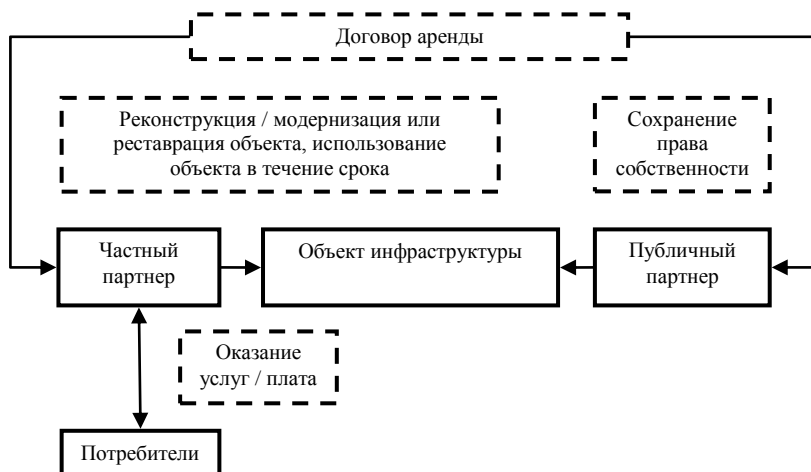 Договор аренды
Реконструкция / модернизация или
реставрация объекта, использование
объекта в течение срока
Сохранение
права
собственности
Частный
партнер
Объект инфраструктуры
Публичный
партнер
Оказание
услуг / плата
Потребители